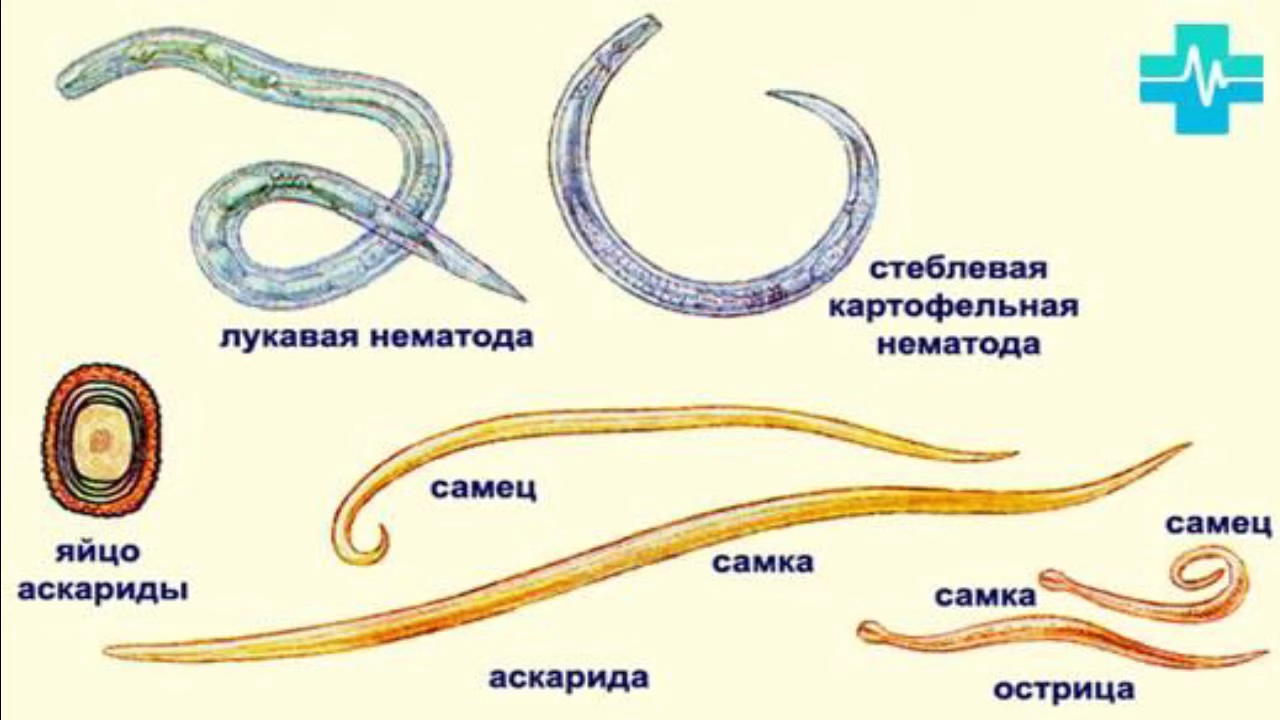 лукавая нематода
стеблевая
картофельная
нематода
яйцо
аскариды
самец
самка
аскарида
самец
самка
острица